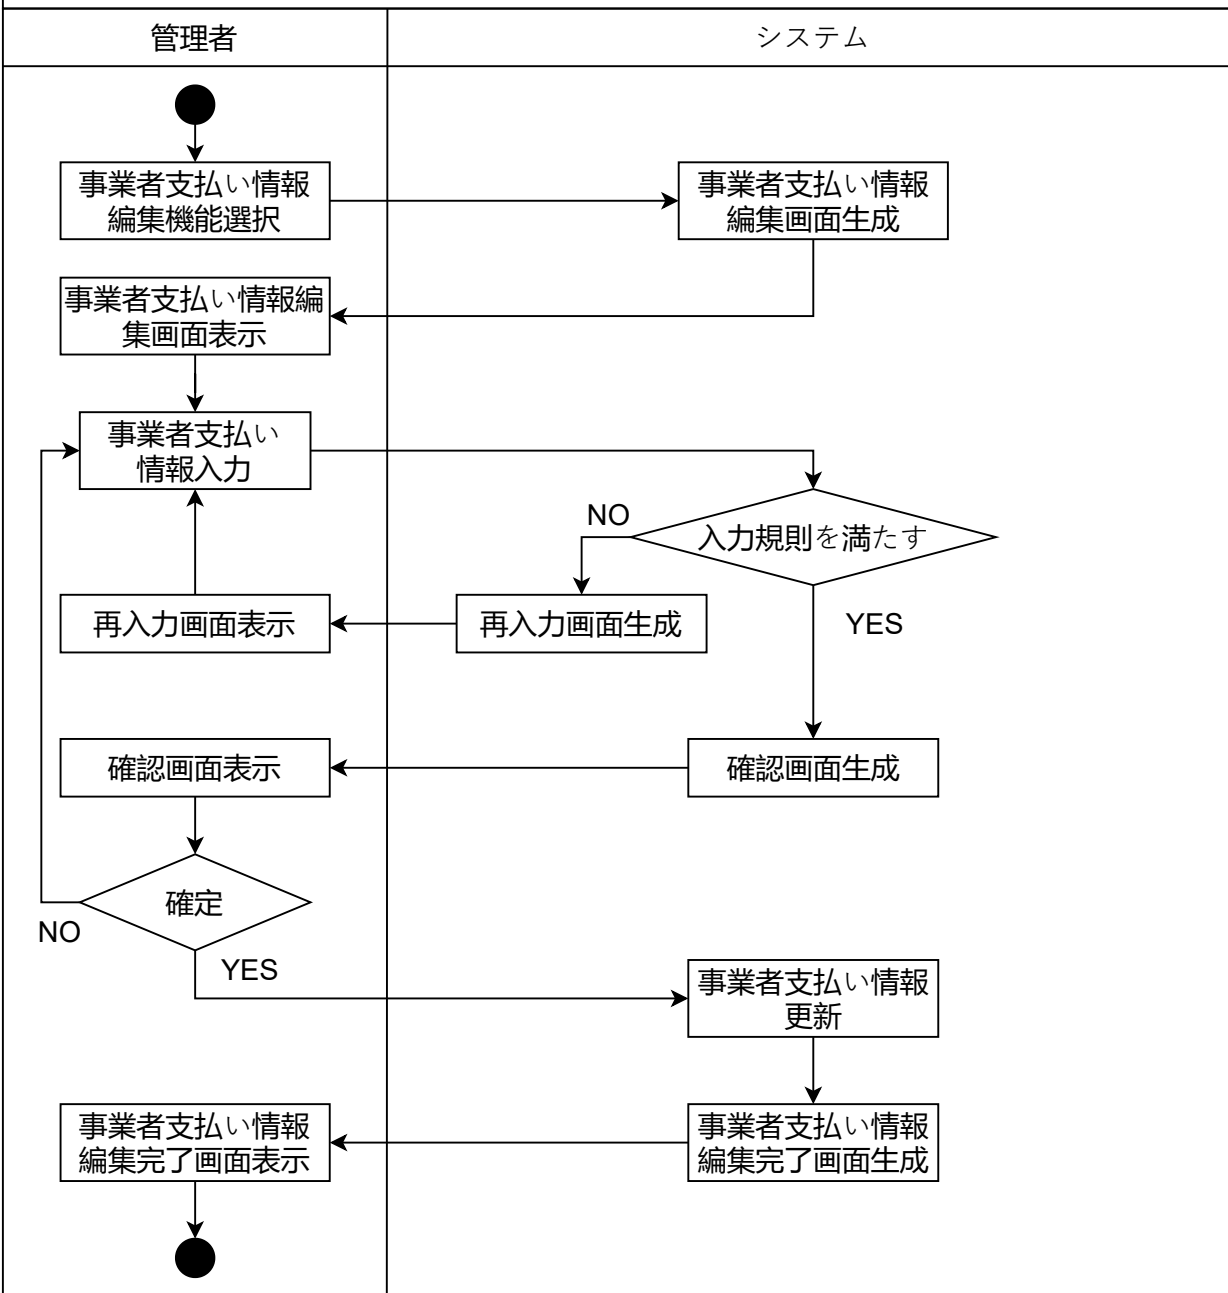 管理者
システム
事業者支払い情報
編集機能選択
事業者支払い情報
編集画面生成
事業者支払い情報編
集画面表示
事業者支払い
情報入力
NO
入力規則を満たす
再入力画面表示
再入力画面生成
YES
確認画面表示
確認画面生成
確定
NO
YES
事業者支払い情報
更新
事業者支払い情報
編集完了画面表示
事業者支払い情報
編集完了画面生成